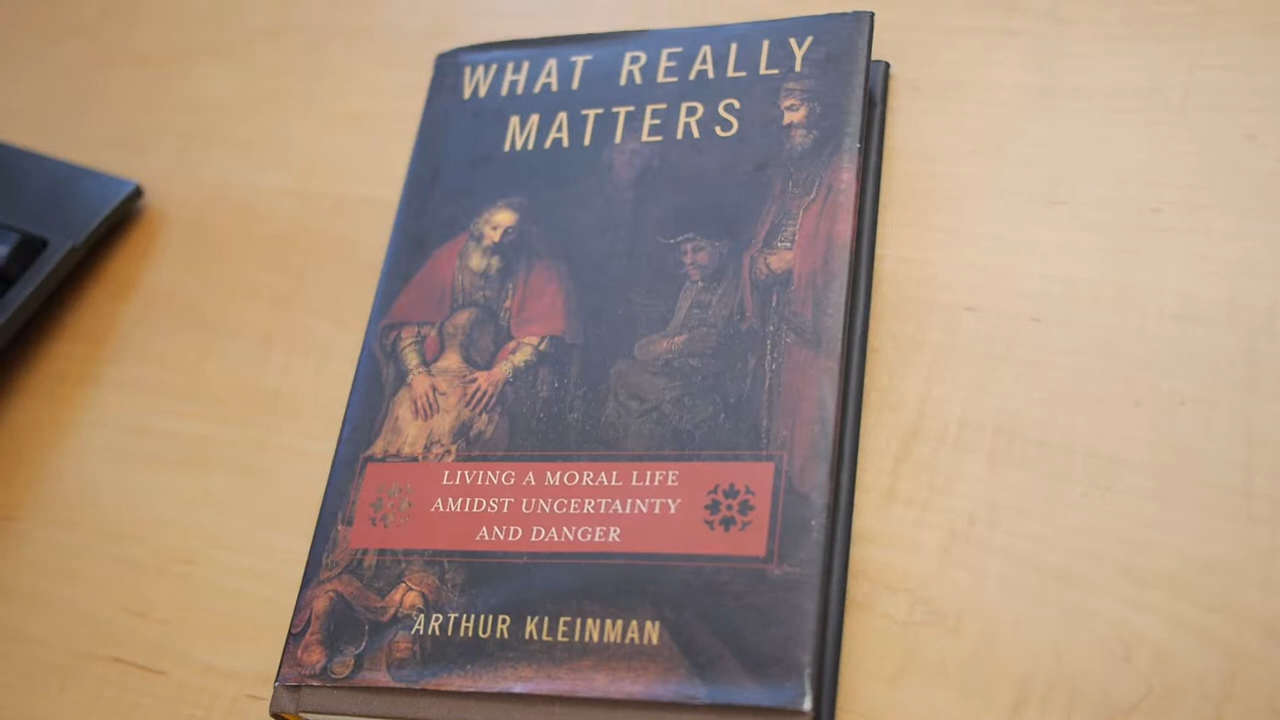 WHAT REALLY
MATTERS
LIVING A MORAL LIFE
AMIDST UNCERTAINTY
AND DANGER
ARTHUR KLEINMAN